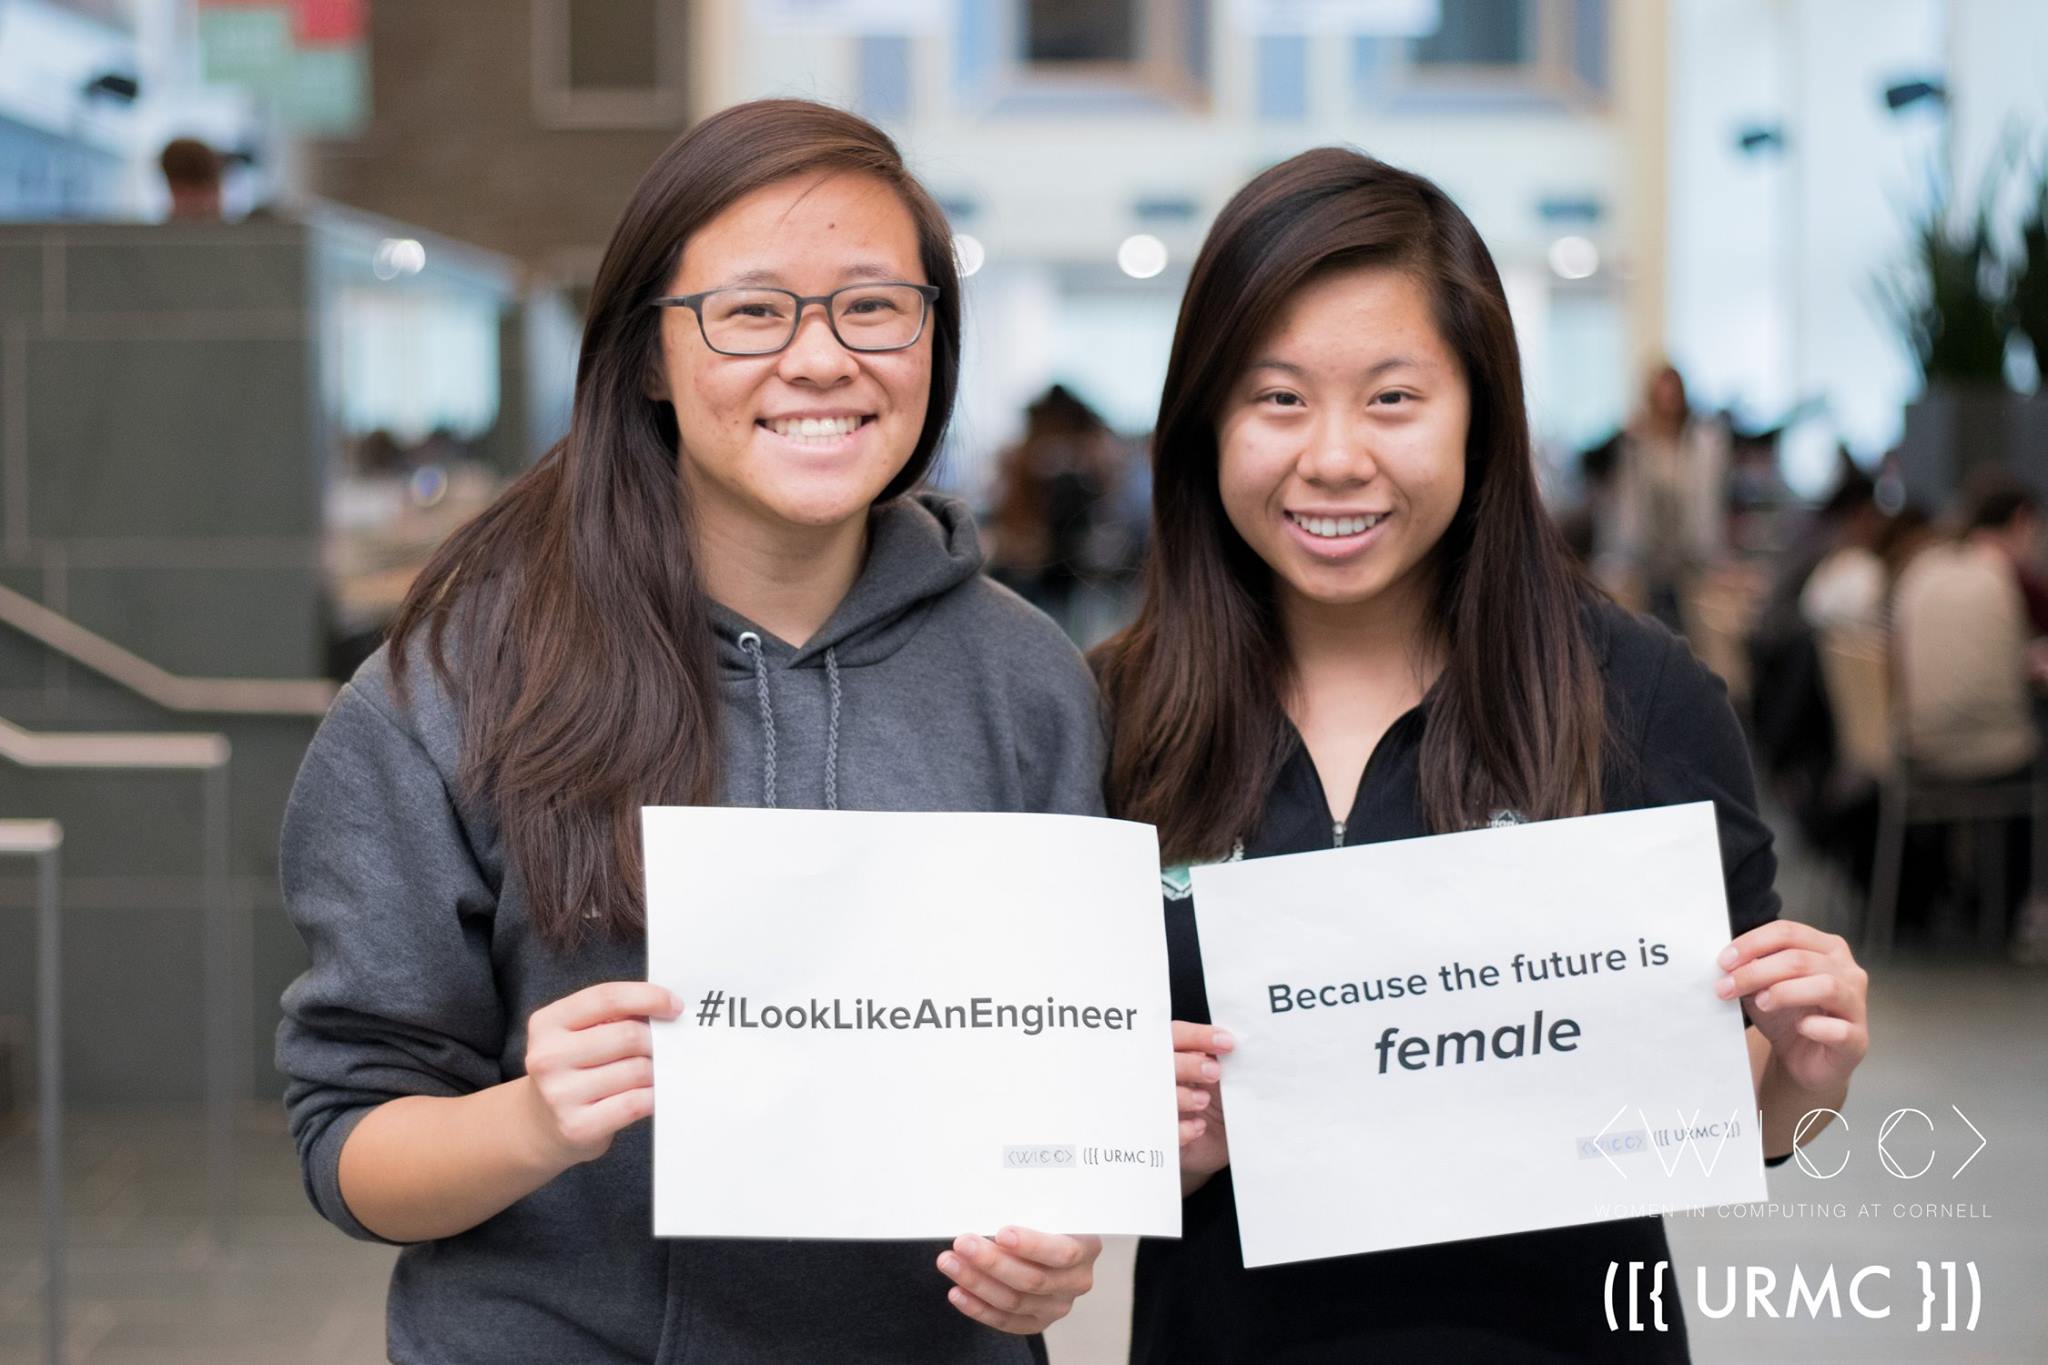 #ILookLikeAnEngineer
<WICC> ([{ URMC }])
Because the future is
female
<WICC> ([{ URMC }])
<WICC>
WOMEN IN COMPUTING AT CORNELL
([{ URMC }])